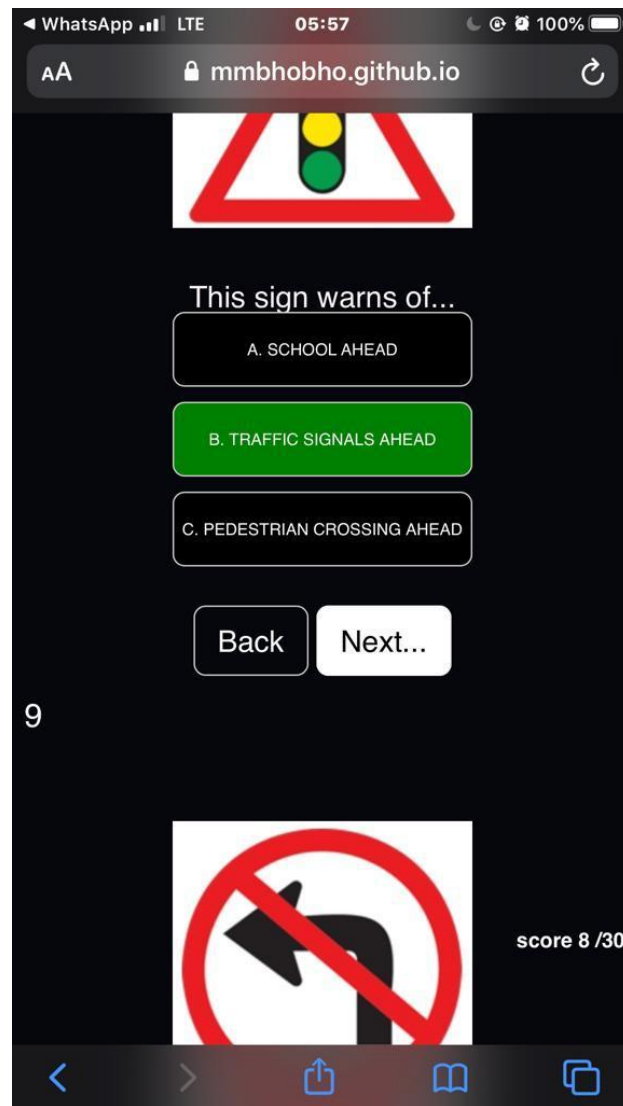 WhatsApp LTE 05:57 100%
AA mmbhobho.github.io
This sign warns of...
A. SCHOOL AHEAD
B. TRAFFIC SIGNALS AHEAD
C. PEDESTRIAN CROSSING AHEAD
Back Next...
9
score 8 /30